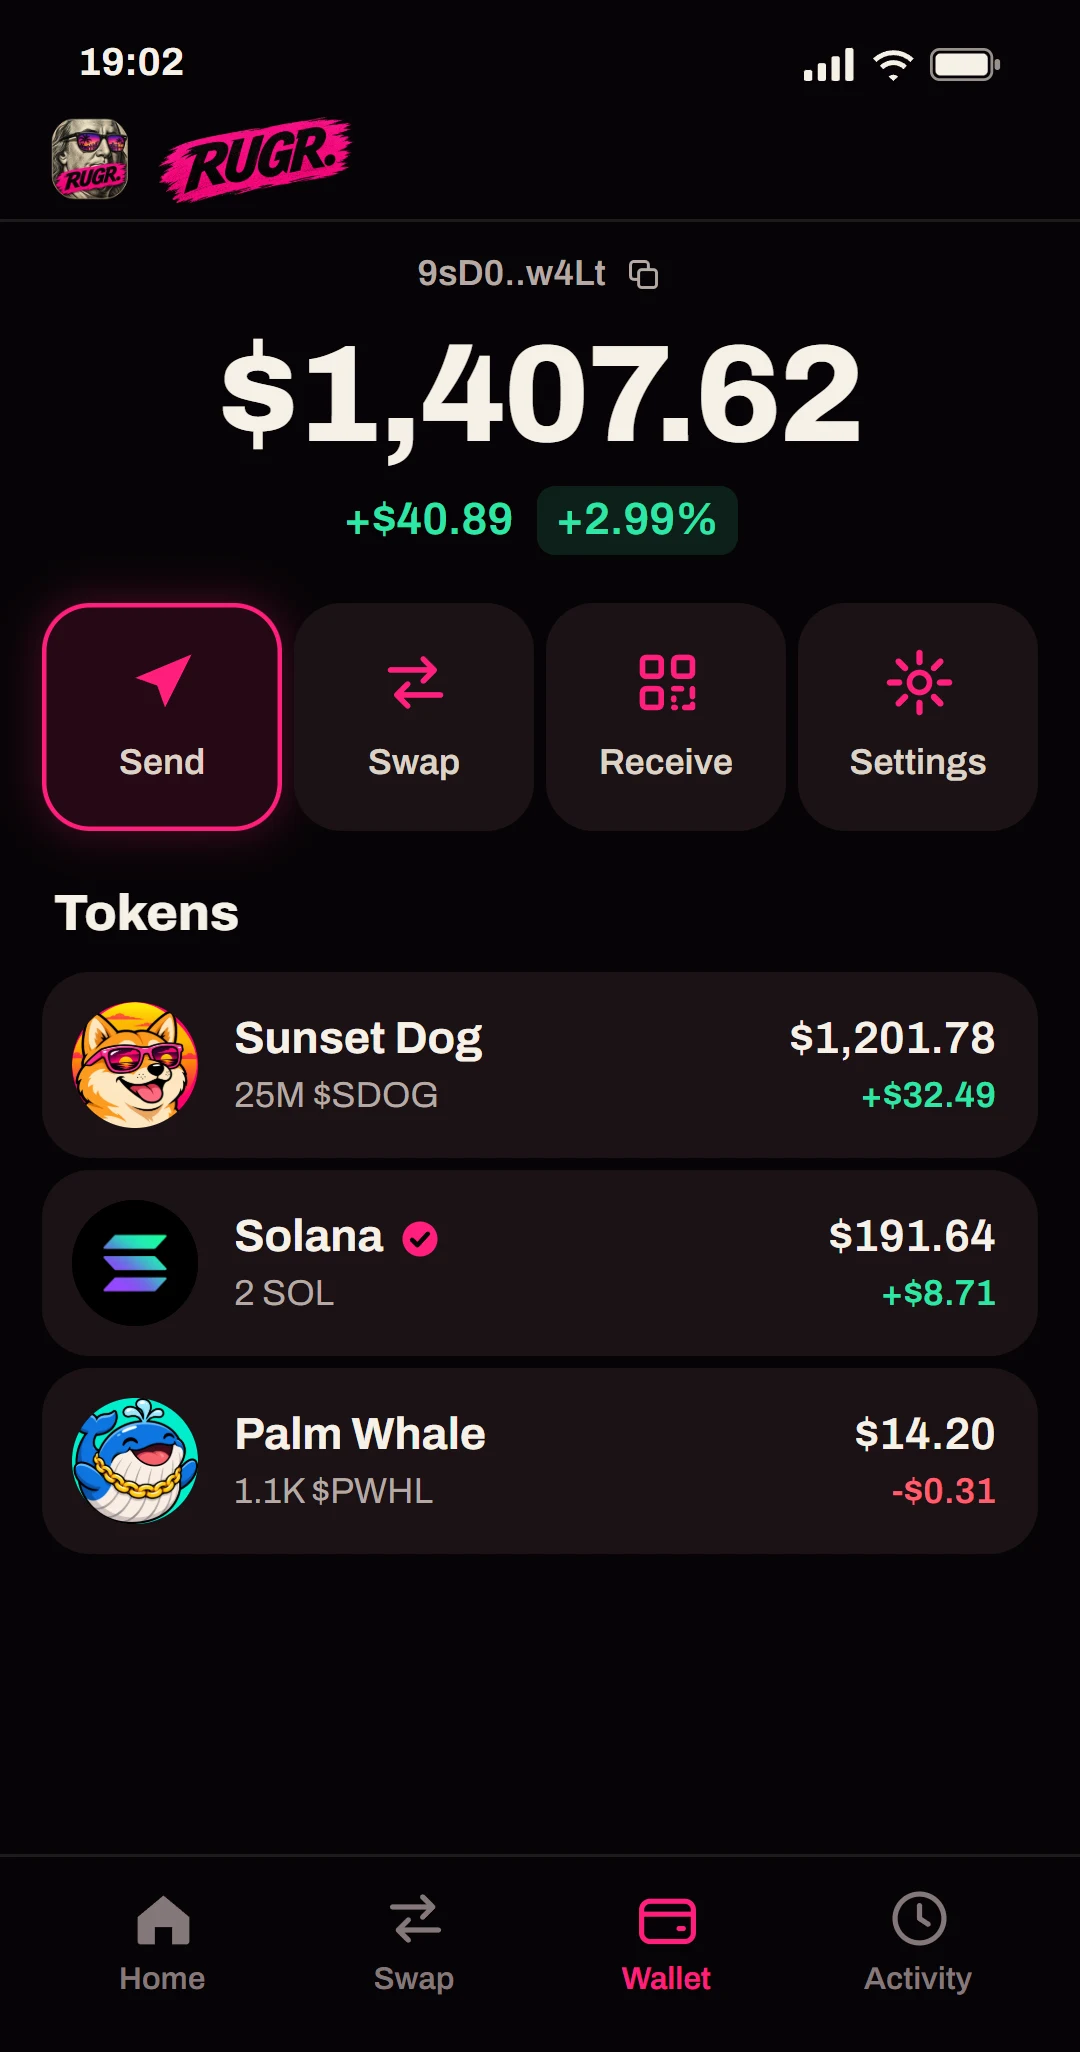 19:02
RUGR. RUGR.
9sD0..w4Lt
$1,407.62
+$40.89 +2.99%
Send Swap Receive Settings
Tokens
Sunset Dog $1,201.78
25M $SDOG +$32.49
Solana $191.64
2 SOL +$8.71
Palm Whale $14.20
1.1K $PWHL -$0.31
Home Swap Wallet Activity